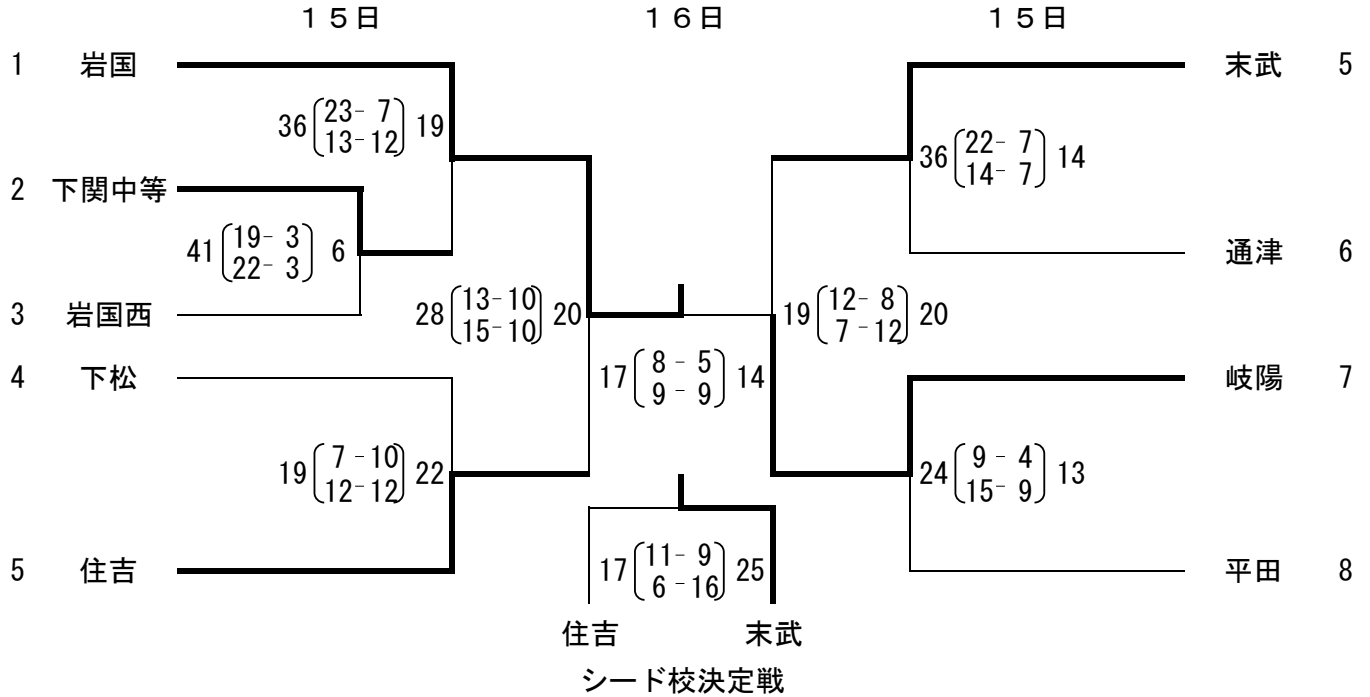 １５日 １６日 １５日
1 岩国 末武 5
23- 7
36 19
13-12
22- 7
36 14
14- 7
2 下関中等
19- 3
41 6
22- 3
通津 6
3 岩国西
13-10
28 20
15-10
12- 8
19 20
7 -12
8 - 5
17 14
9 - 9
4 下松 岐陽 7
7 -10
19 22
12-12
9 - 4
24 13
15- 9
5 住吉 平田 8
11- 9
17 25
6 -16
住吉 末武
シード校決定戦